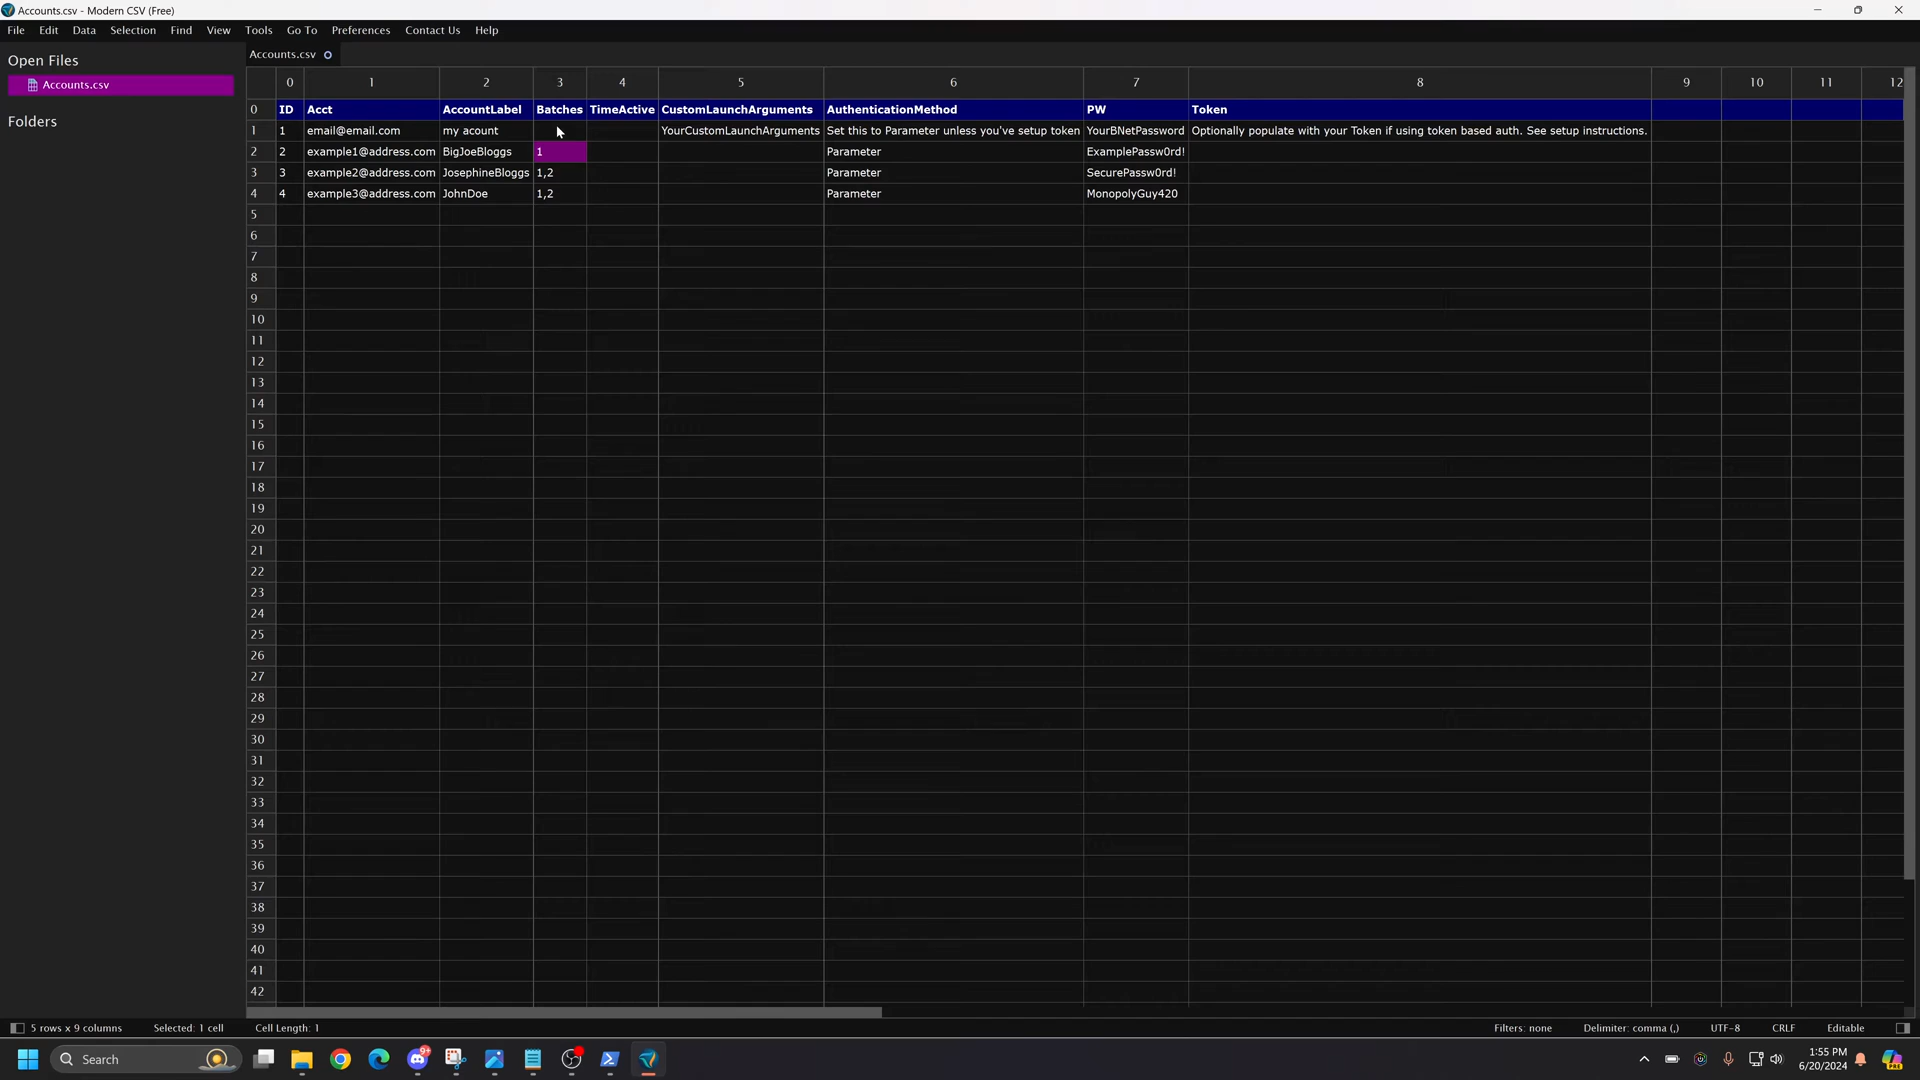 Accounts.csv - Modern CSV (Free)
File Edit Data Selection Find View Tools Go To Preferences Contact Us Help
Open Files
Accounts.csv
Folders
Accounts.csv
0 1 2 3 4 5 6 7 8 9 10 11 12
0 ID Acct AccountLabel Batches TimeActive CustomLaunchArguments AuthenticationMethod PW Token
1 1 email@email.com my acount YourCustomLaunchArguments Set this to Parameter unless you've setup token YourBNetPassword Optionally populate with your Token if using token based auth. See setup instructions.
2 2 example1@address.com BigJoeBloggs 1 Parameter ExamplePassw0rd!
3 3 example2@address.com JosephineBloggs 1,2 Parameter SecurePassw0rd!
4 4 example3@address.com JohnDoe 1,2 Parameter MonopolyGuy420
5
6
7
8
9
10
11
12
13
14
15
16
17
18
19
20
21
22
23
24
25
26
27
28
29
30
31
32
33
34
35
36
37
38
39
40
41
42
5 rows x 9 columns Selected: 1 cell Cell Length: 1 Filters: none Delimiter: comma (,) UTF-8 CRLF Editable
Search 9+ 1:55 PM
6/20/2024
PRE